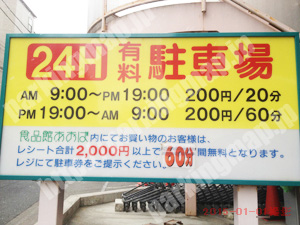 24H 有料 駐車場
AM 9:00～PM 19:00 200円/20分
PM 19:00～AM 9:00 200円/60分
食品館あおば内にてお買い物のお客様は、
レシート合計2,000円以上で"60分"間無料となります。
レジにて駐車券をご提示ください。